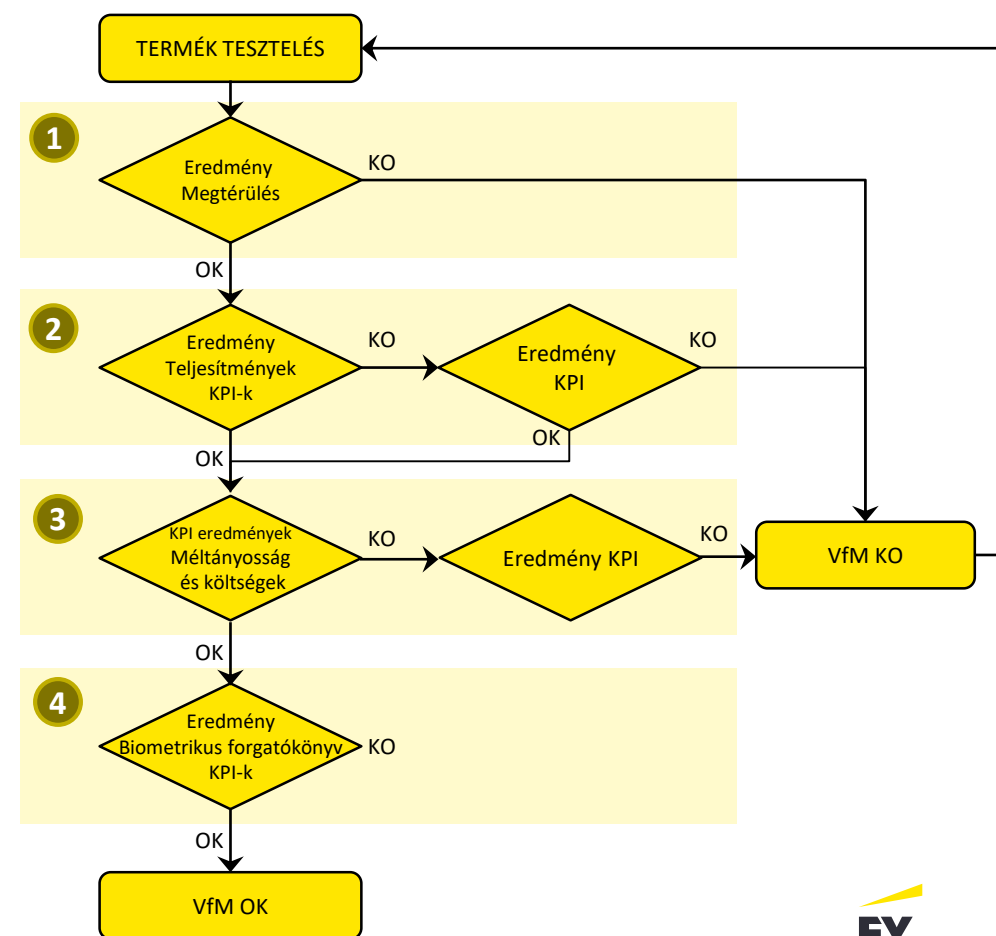 TERMÉK TESZTELÉS
1
Eredmény
Megtérülés
KO
OK
2
Eredmény
Teljesítmények
KPI-k
KO
Eredmény
KPI
KO
OK
OK
3
KPI eredmények
Méltányosság
és költségek
KO
Eredmény KPI
KO
VfM KO
OK
4
Eredmény
Biometrikus forgatókönyv
KPI-k
KO
OK
VfM OK
EY